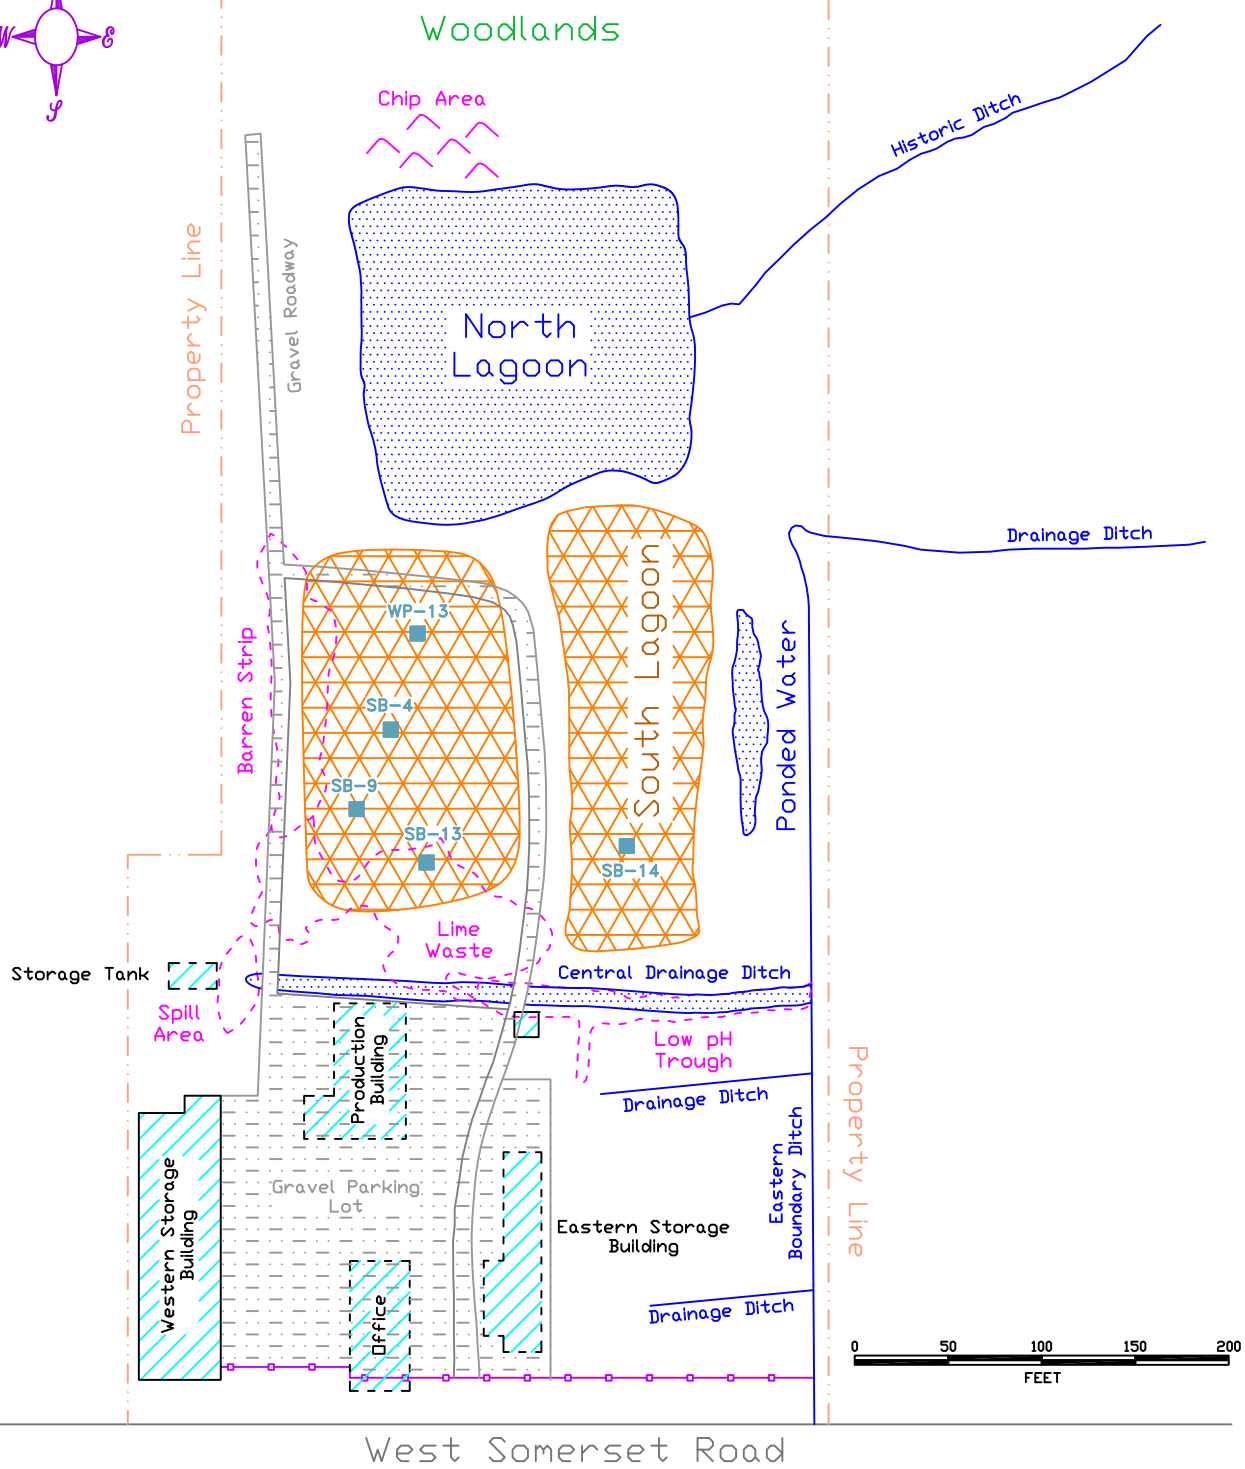 Woodlands
W
E
S
Chip Area
Historic Ditch
Property Line
Gravel Roadway
North
Lagoon
Drainage Ditch
South Lagoon
WP-13
Barren Strip
Ponded Water
SB-4
SB-9
SB-13
SB-14
Lime
Waste
Storage Tank
Central Drainage Ditch
Spill
Area
Production
Building
Low pH
Trough
Drainage Ditch
Property Line
Eastern
Boundary Ditch
Western Storage
Building
Gravel Parking
Lot
Eastern Storage
Building
Office
Drainage Ditch
0 50 100 150 200
FEET
West Somerset Road